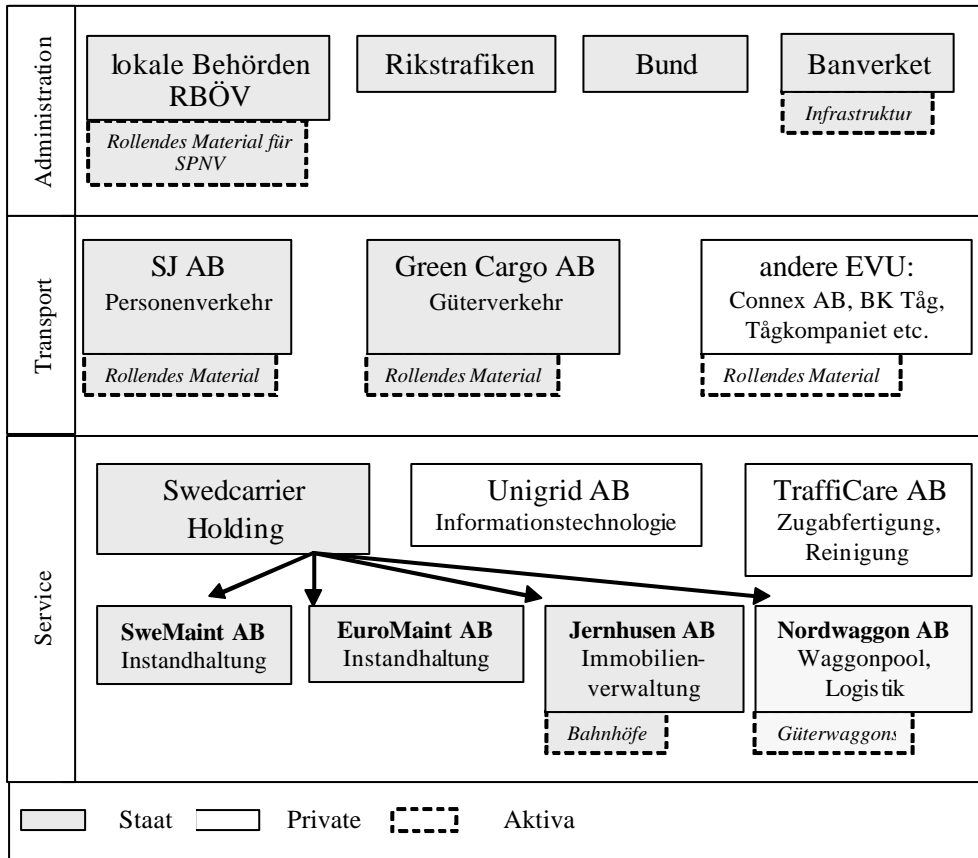 Administration
lokale Behörden
RBÖV
Rollendes Material für
SPNV
Rikstrafiken
Bund
Banverket
Infrastruktur
Transport
SJ AB
Personenverkehr
Rollendes Material
Green Cargo AB
Güterverkehr
Rollendes Material
andere EVU:
Connex AB, BK Tåg,
Tågkompaniet etc.
Rollendes Material
Service
Swedcarrier
Holding
Unigrid AB
Informationstechnologie
TraffiCare AB
Zugabfertigung,
Reinigung
SweMaint AB
Instandhaltung
EuroMaint AB
Instandhaltung
Jernhusen AB
Immobilien-
verwaltung
Bahnhöfe
Nordwaggon AB
Waggonpool,
Logistik
Güterwaggons
Staat
Private
Aktiva